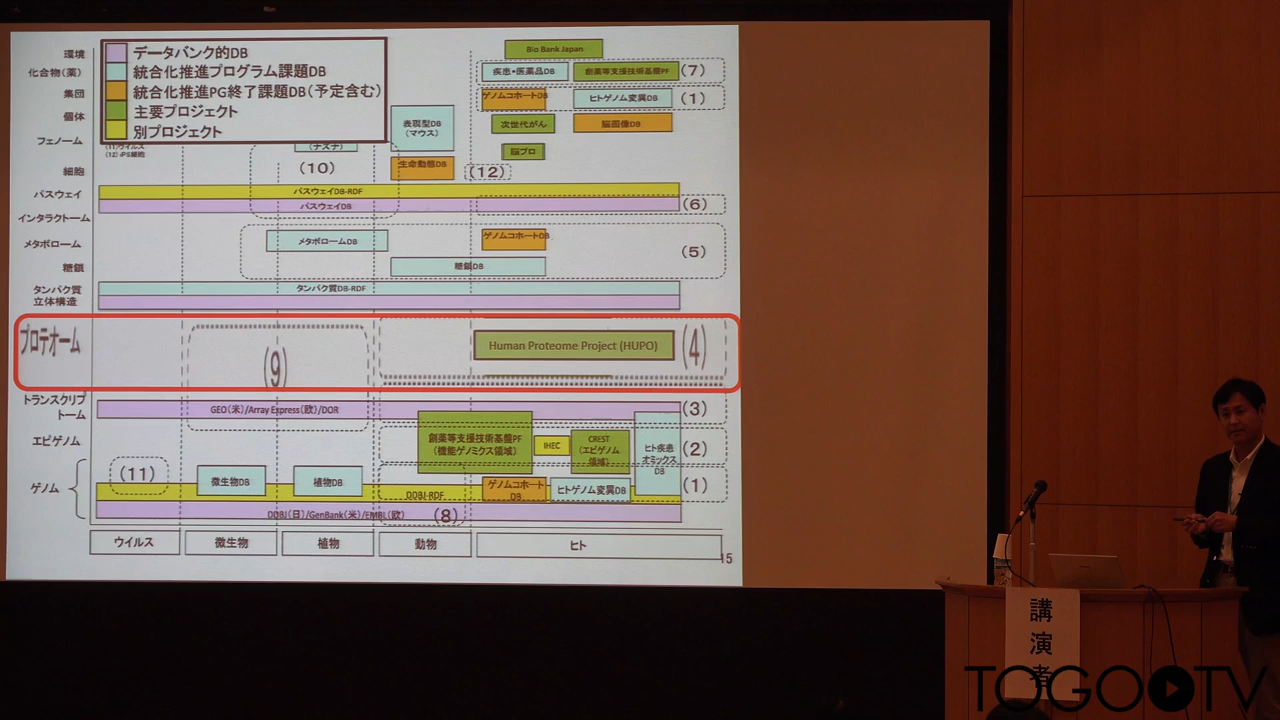 データバンク的DB
統合化推進プログラム課題DB
統合化推進PG終了課題DB(予定含む)
主要プロジェクト
別プロジェクト
環境
Bio Bank Japan
化合物(薬)
疾患・医薬品DB
創薬等支援技術基盤PF
(7)
集団
ゲノムコホートDB
ヒトゲノム変異DB
(1)
個体
表現型DB
(マウス)
次世代がん
脳画像DB
フェノーム
(11)ウイルス
(12) iPS細胞
(ナズナ)
脳プロ
細胞
(10)
生命動態DB
(12)
パスウェイ
パスウェイDB-RDF
パスウェイDB
(6)
インタラクトーム
メタボローム
メタボロームDB
ゲノムコホートDB
(5)
糖鎖
糖鎖DB
タンパク質
立体構造
タンパク質DB-RDF
プロテオーム
(9)
Human Proteome Project (HUPO)
(4)
トランスクリプ
トーム
GEO(米)/Array Express(欧)/DOR
(3)
エピゲノム
創薬等支援技術基盤PF
(機能ゲノミクス領域)
IHEC
CREST
(エピゲノム
領域)
ヒト疾患
オミックス
DB
(2)
ゲノム
(11)
微生物DB
植物DB
DDBJ-RDF
ゲノムコホート
DB
ヒトゲノム変異DB
(1)
DDBJ(日)/GenBank(米)/EMBL(欧)
(8)
ウイルス
微生物
植物
動物
ヒト
15
講演者
TOGOTV